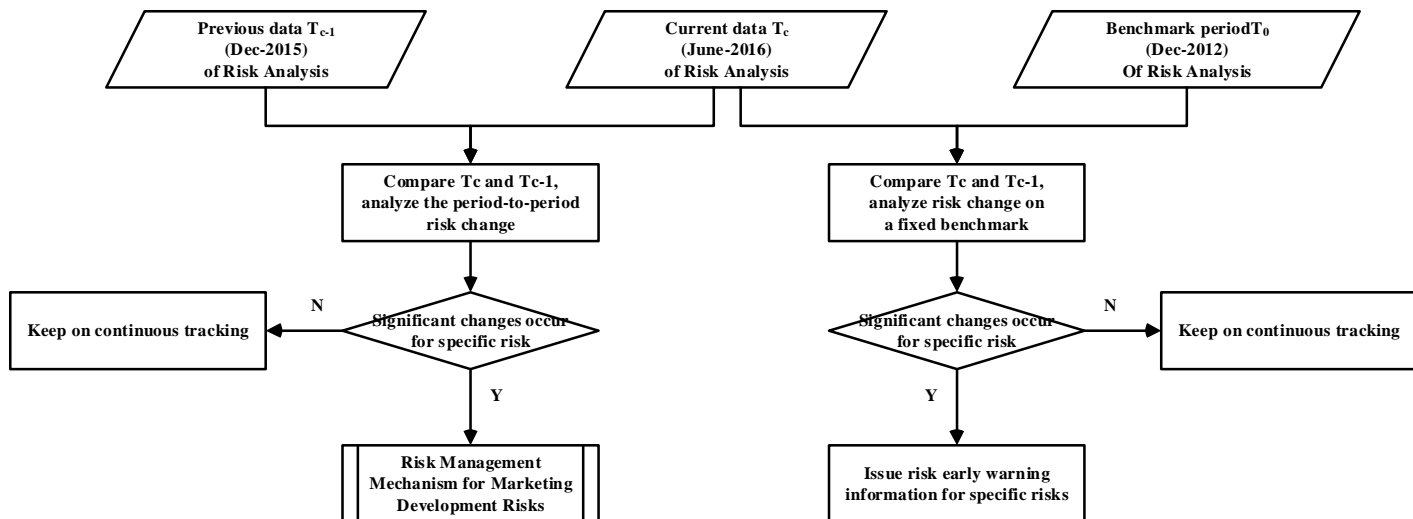 Previous data Tc-1
(Dec-2015)
of Risk Analysis
Current data Tc
(June-2016)
of Risk Analysis
Benchmark periodT0
(Dec-2012)
Of Risk Analysis
Compare Tc and Tc-1,
analyze the period-to-period
risk change
Compare Tc and Tc-1,
analyze risk change on
a fixed benchmark
Keep on continuous tracking
N
Significant changes occur
for specific risk
Significant changes occur
for specific risk
N
Keep on continuous tracking
Y
Y
Risk Management
Mechanism for Marketing
Development Risks
Issue risk early warning
information for specific risks